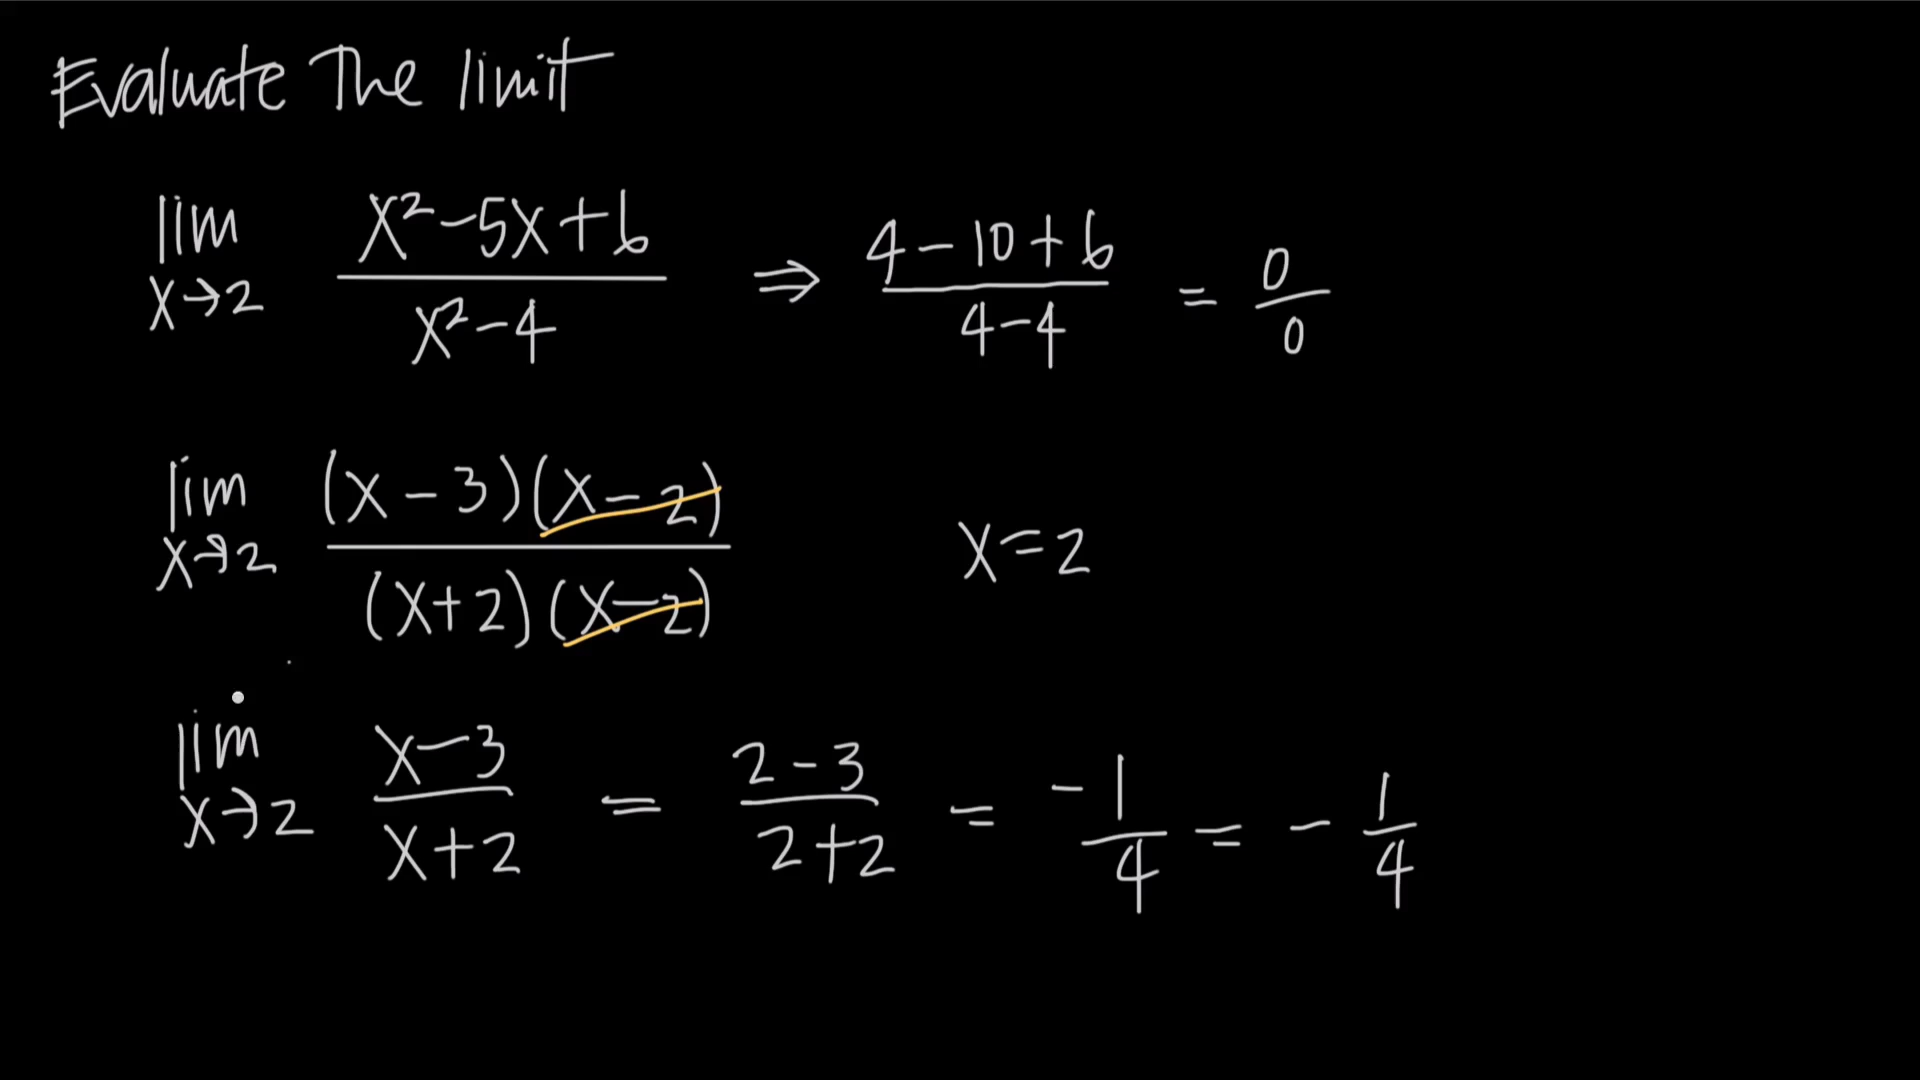 Evaluate The limit
lim x→2 (x²-5x+6)/(x²-4) ⇒ (4-10+6)/(4-4) = 0/0
lim x→2 ((x-3)(x-2))/((x+2)(x-2)) x=2
lim x→2 (x-3)/(x+2) = (2-3)/(2+2) = -1/4 = -1/4